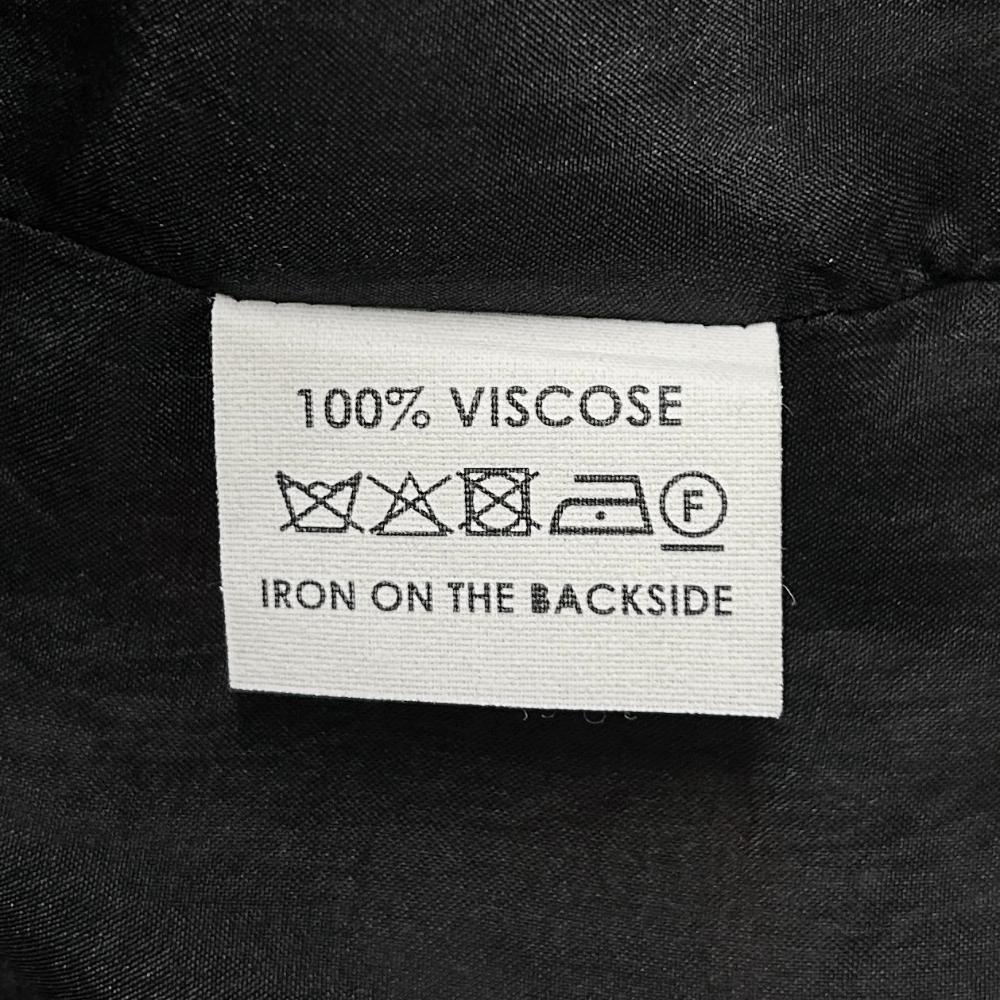 100% VISCOSE
F
IRON ON THE BACKSIDE